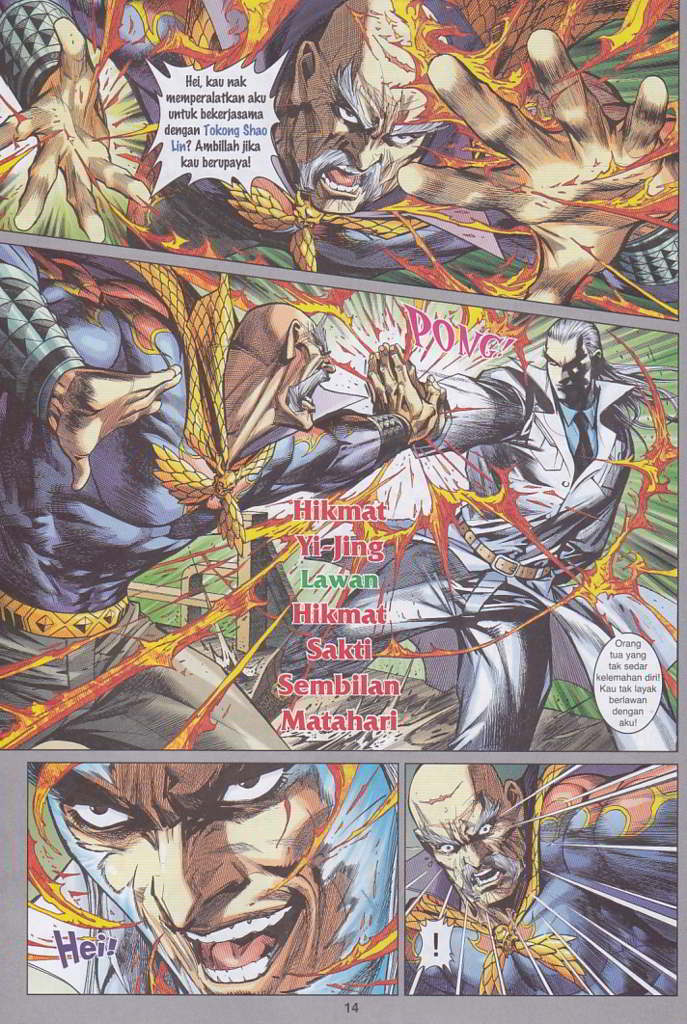 Hei, kau nak
memperalatkan aku
untuk bekerjasama
dengan Tokong Shao
Lin? Ambillah jika
kau berupaya!
PONG!
Hikmat
Yi-Jing
Lawan
Hikmat
Sakti
Sembilan
Matahari
Orang
tua yang
tak sedar
kelemahan diri!
Kau tak layak
berlawan
dengan
aku!
Hei!
!
14